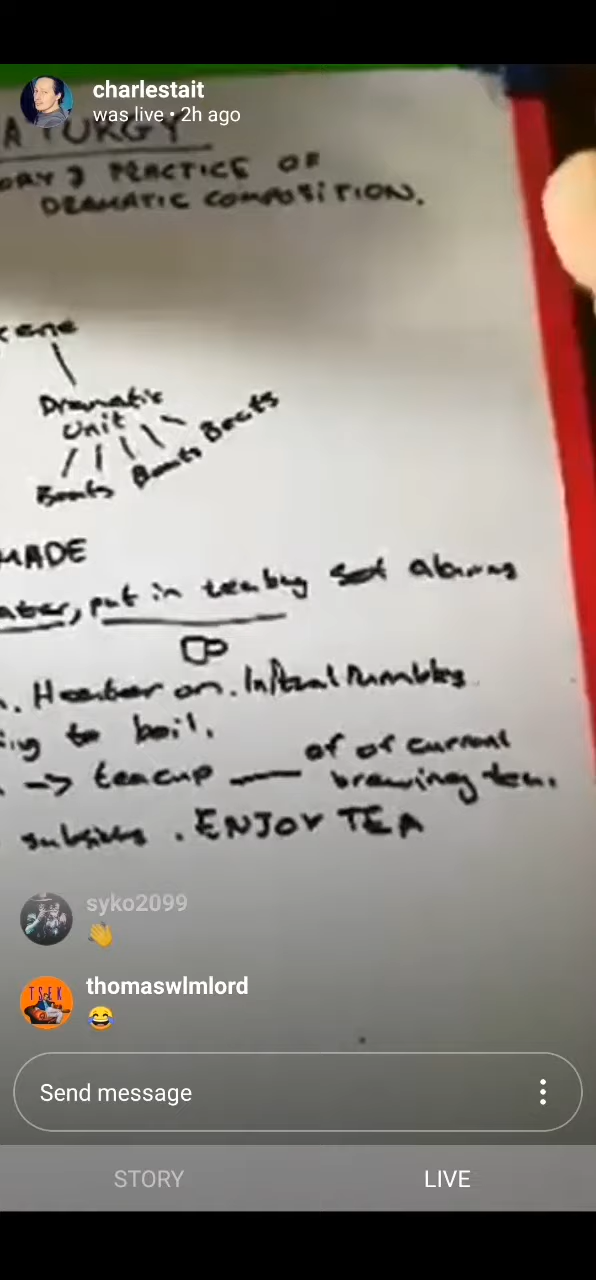 charlestait
was live • 2h ago
ATURGY
ORY & PRACTICE OF
DRAMATIC COMPOSITION.
cene
Dramatic
Unit
Beats
Beats
Beats
MADE
ater, put in teabag
. Heater on. Initial rumbles
to boil.
of of current
-> teacup — brewing tea.
subsides. ENJOY TEA
syko2099
👋
thomaswlmlord
TSEK
😂
Send message
STORY
LIVE